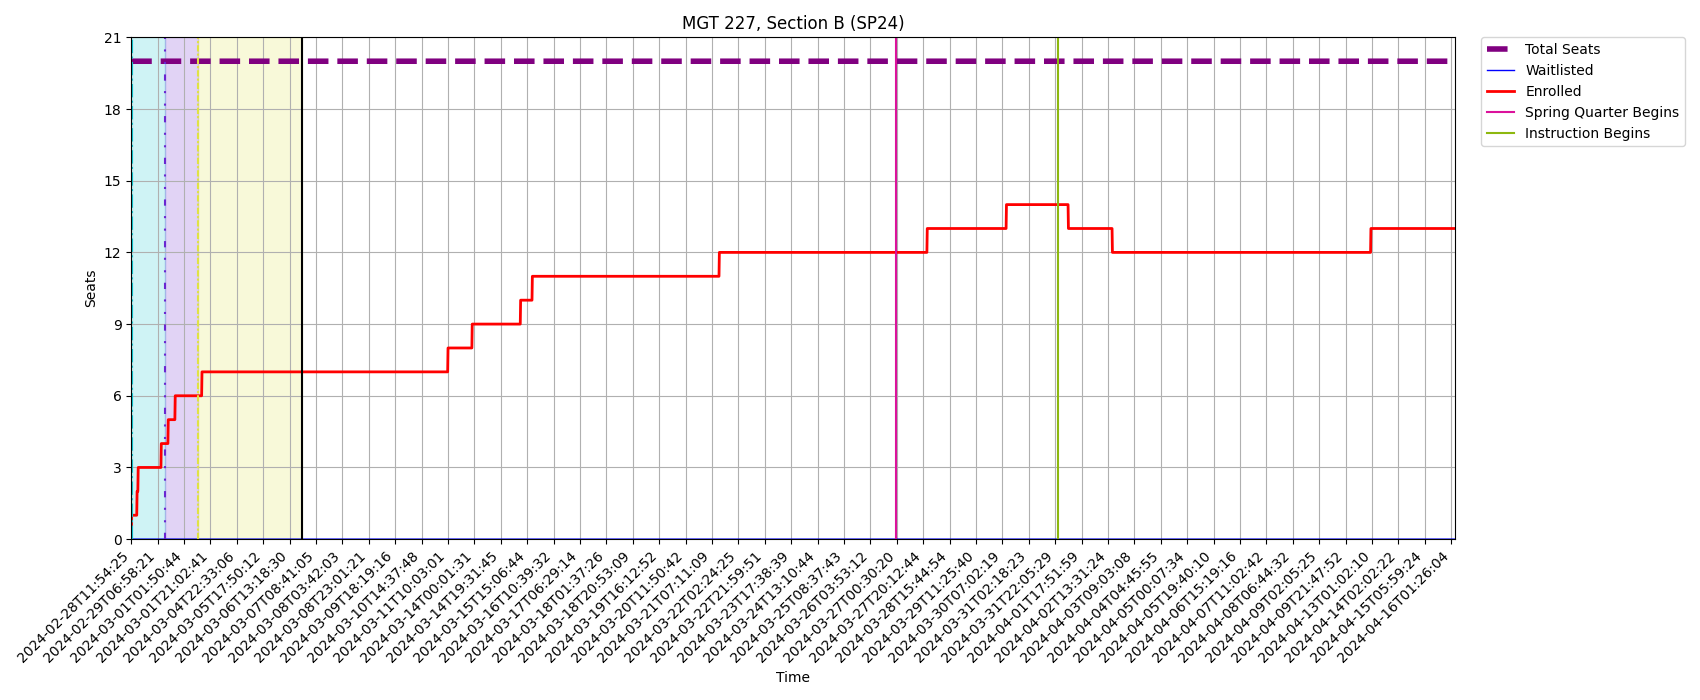 MGT 227, Section B (SP24)
21
18
15
12
9
6
3
0
Seats
Total Seats
Waitlisted
Enrolled
Spring Quarter Begins
Instruction Begins
2024-02-28T11:54:25
2024-02-29T06:58:21
2024-03-01T01:50:44
2024-03-01T21:02:41
2024-03-04T22:33:06
2024-03-05T17:50:12
2024-03-06T13:18:30
2024-03-07T08:41:05
2024-03-08T03:42:03
2024-03-08T23:01:21
2024-03-09T18:19:16
2024-03-10T14:37:48
2024-03-11T10:03:01
2024-03-14T00:01:31
2024-03-14T19:31:45
2024-03-15T15:06:44
2024-03-16T10:39:32
2024-03-17T06:29:14
2024-03-18T01:37:26
2024-03-18T20:53:09
2024-03-19T16:12:52
2024-03-20T11:50:42
2024-03-21T07:11:09
2024-03-22T02:24:25
2024-03-22T21:59:51
2024-03-23T17:38:39
2024-03-24T13:10:44
2024-03-25T08:37:43
2024-03-26T03:53:12
2024-03-27T00:30:20
2024-03-27T20:12:44
2024-03-28T15:44:54
2024-03-29T11:25:40
2024-03-30T07:02:19
2024-03-31T02:18:23
2024-03-31T22:05:29
2024-04-01T17:51:59
2024-04-02T13:31:24
2024-04-03T09:03:08
2024-04-04T04:45:55
2024-04-05T00:07:34
2024-04-05T19:40:10
2024-04-06T15:19:16
2024-04-07T11:02:42
2024-04-08T06:44:32
2024-04-09T02:05:25
2024-04-09T21:47:52
2024-04-13T01:02:10
2024-04-14T02:02:22
2024-04-15T05:59:24
2024-04-16T01:26:04
Time